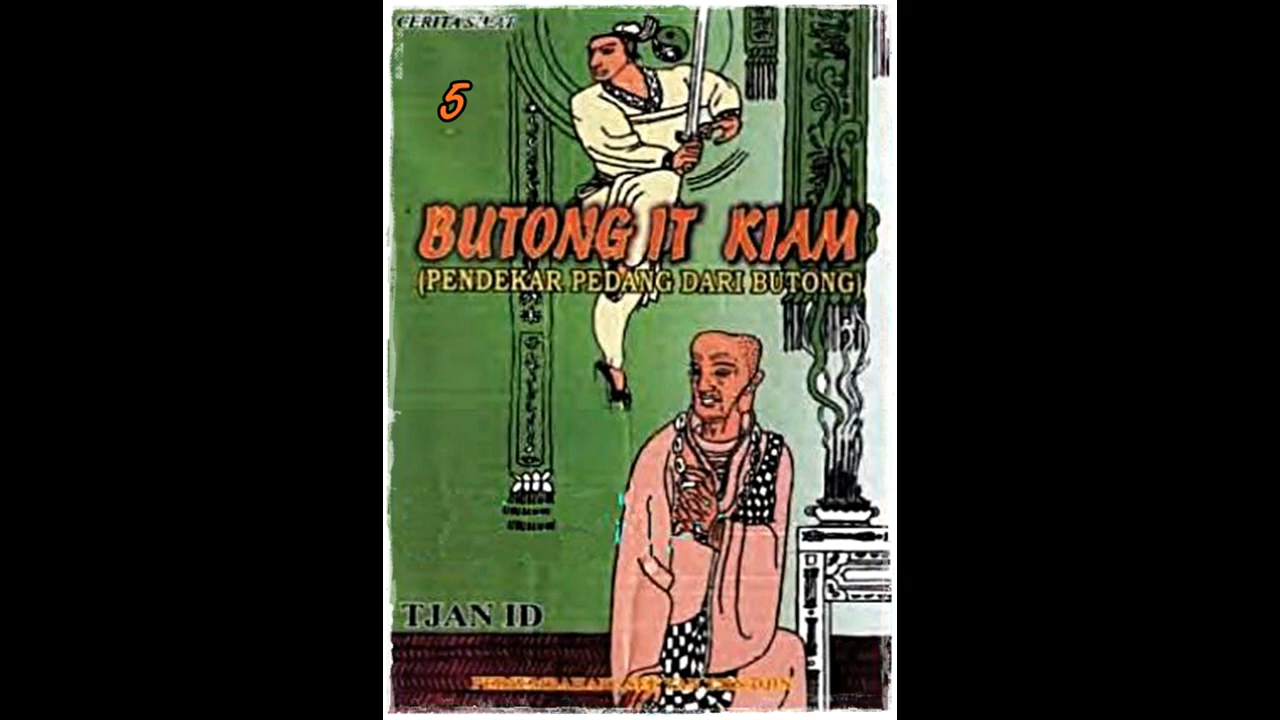 CERITA SILAT
5
BUTONG IT KIAM
(PENDEKAR PEDANG DARI BUTONG)
TJAN ID